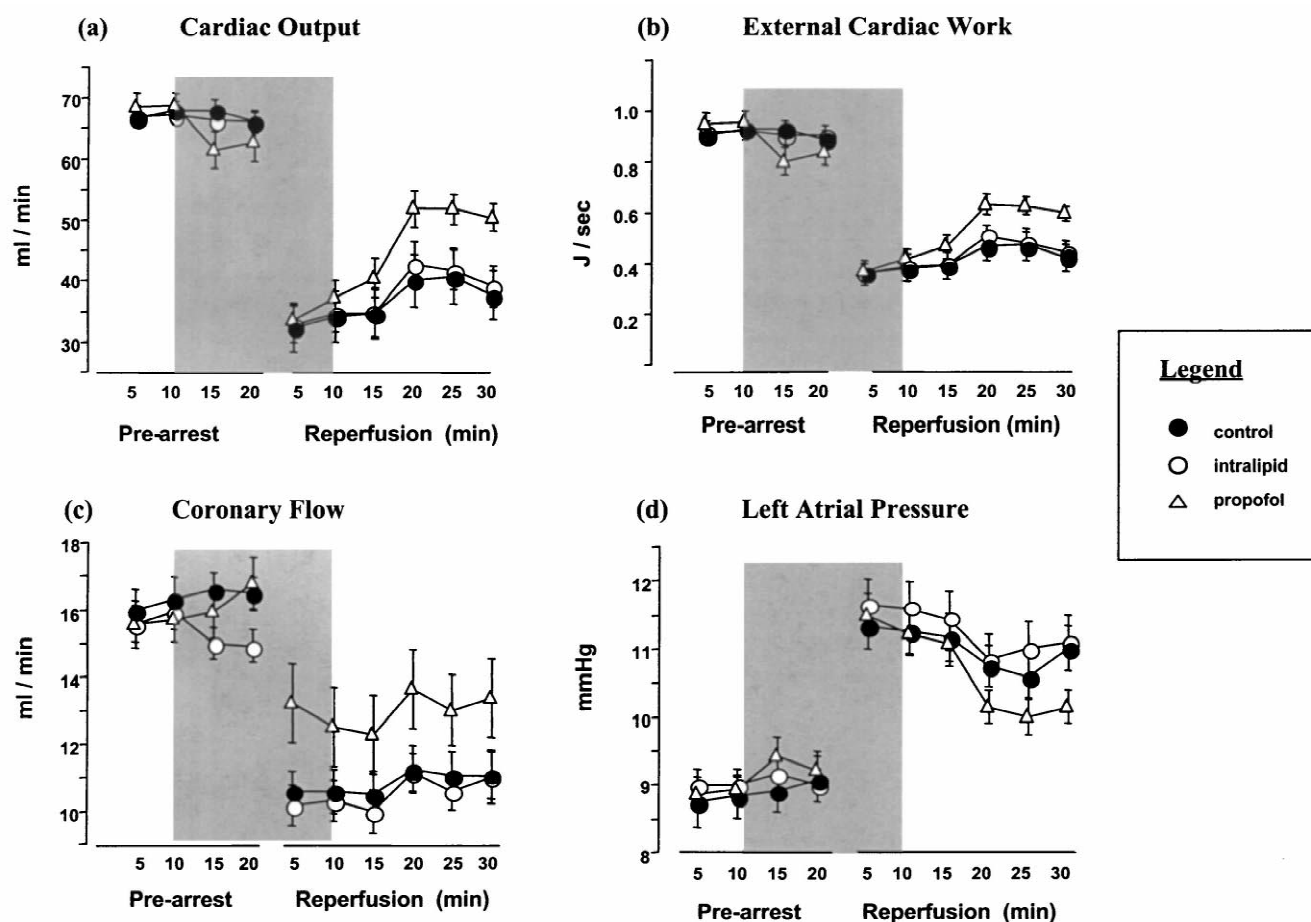 (a) Cardiac Output
70
60
50
40
30
ml / min
5 10 15 20 5 10 15 20 25 30
Pre-arrest Reperfusion (min)
(b) External Cardiac Work
1.0
0.8
0.6
0.4
0.2
J / sec
5 10 15 20 5 10 15 20 25 30
Pre-arrest Reperfusion (min)
Legend
control
intralipid
propofol
(c) Coronary Flow
18
16
14
12
10
ml / min
5 10 15 20 5 10 15 20 25 30
Pre-arrest Reperfusion (min)
(d) Left Atrial Pressure
12
11
10
9
8
mmHg
5 10 15 20 5 10 15 20 25 30
Pre-arrest Reperfusion (min)